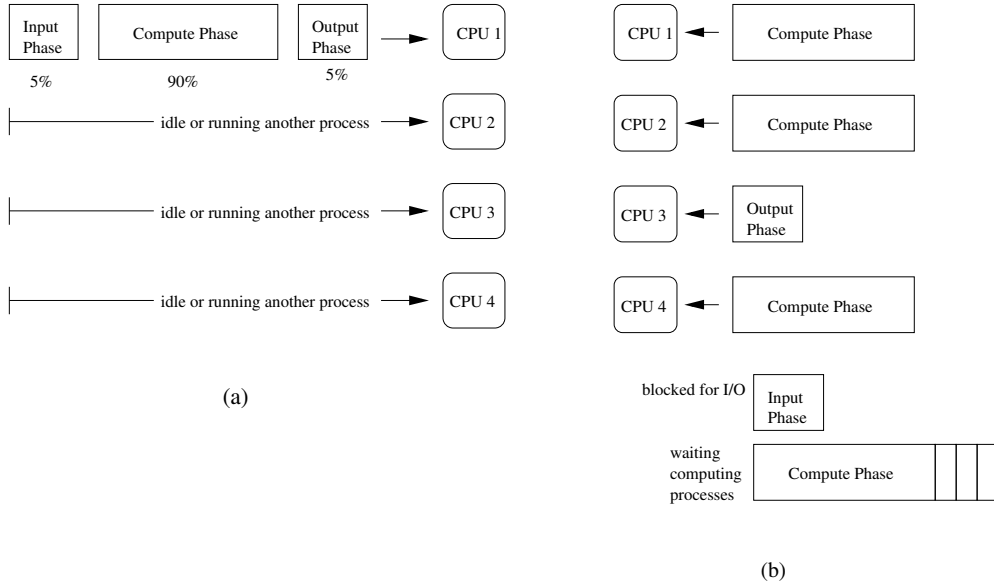 Input
Phase
Compute Phase
Output
Phase
CPU 1
5%
90%
5%
idle or running another process
CPU 2
idle or running another process
CPU 3
idle or running another process
CPU 4
(a)
CPU 1
Compute Phase
CPU 2
Compute Phase
CPU 3
Output
Phase
CPU 4
Compute Phase
blocked for I/O
Input
Phase
waiting
computing
processes
Compute Phase
(b)